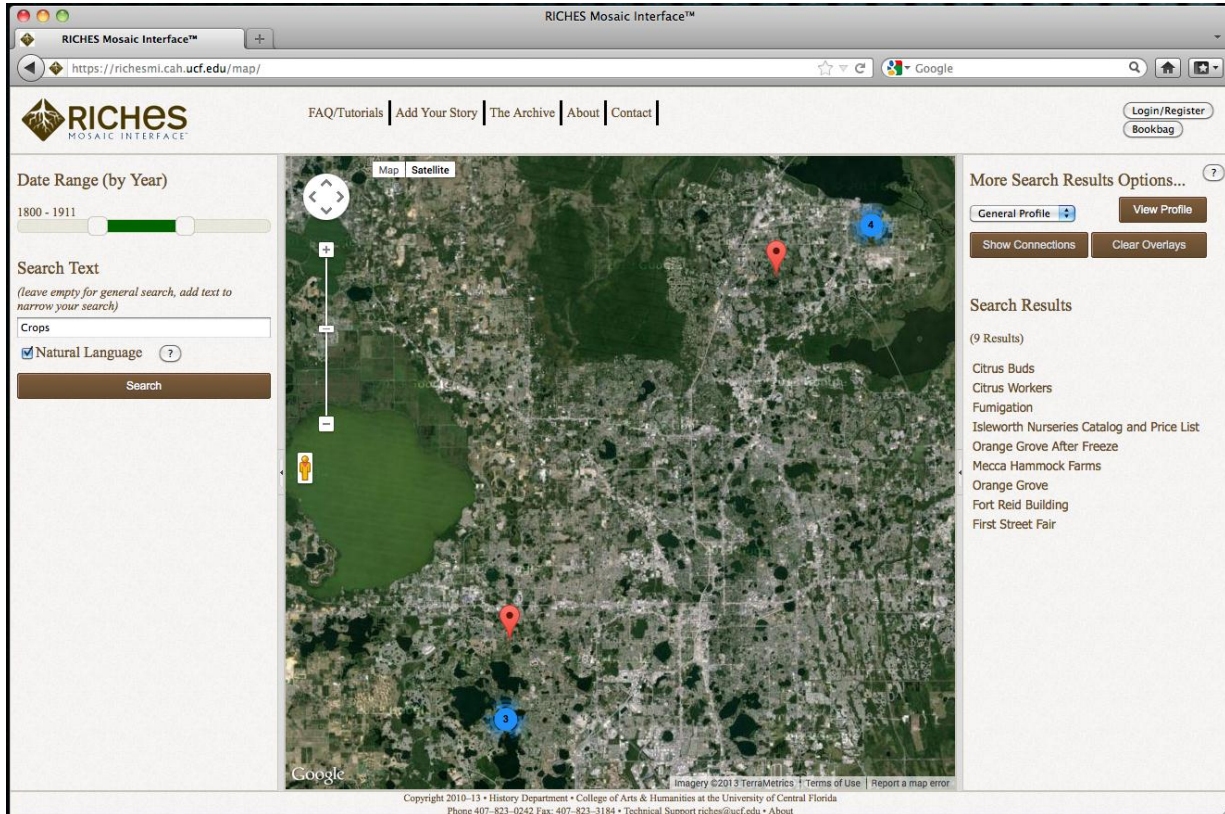 RICHES Mosaic Interface™
RICHES Mosaic Interface™
https://richesmi.cah.ucf.edu/map/
Google
RICHES
MOSAIC INTERFACE
FAQ/Tutorials
Add Your Story
The Archive
About
Contact
Login/Register
Bookbag
Date Range (by Year)
1800 - 1911
Search Text
(leave empty for general search, add text to
narrow your search)
Crops
Natural Language
?
Search
Map
Satellite
+
−
4
3
Google
Imagery ©2013 TerraMetrics
Terms of Use
Report a map error
More Search Results Options...
?
General Profile
View Profile
Show Connections
Clear Overlays
Search Results
(9 Results)
Citrus Buds
Citrus Workers
Fumigation
Isleworth Nurseries Catalog and Price List
Orange Grove After Freeze
Mecca Hammock Farms
Orange Grove
Fort Reid Building
First Street Fair
Copyright 2010–13 • History Department • College of Arts & Humanities at the University of Central Florida
Phone 407–823–0242 Fax: 407–823–3184 • Technical Support riches@ucf.edu • About